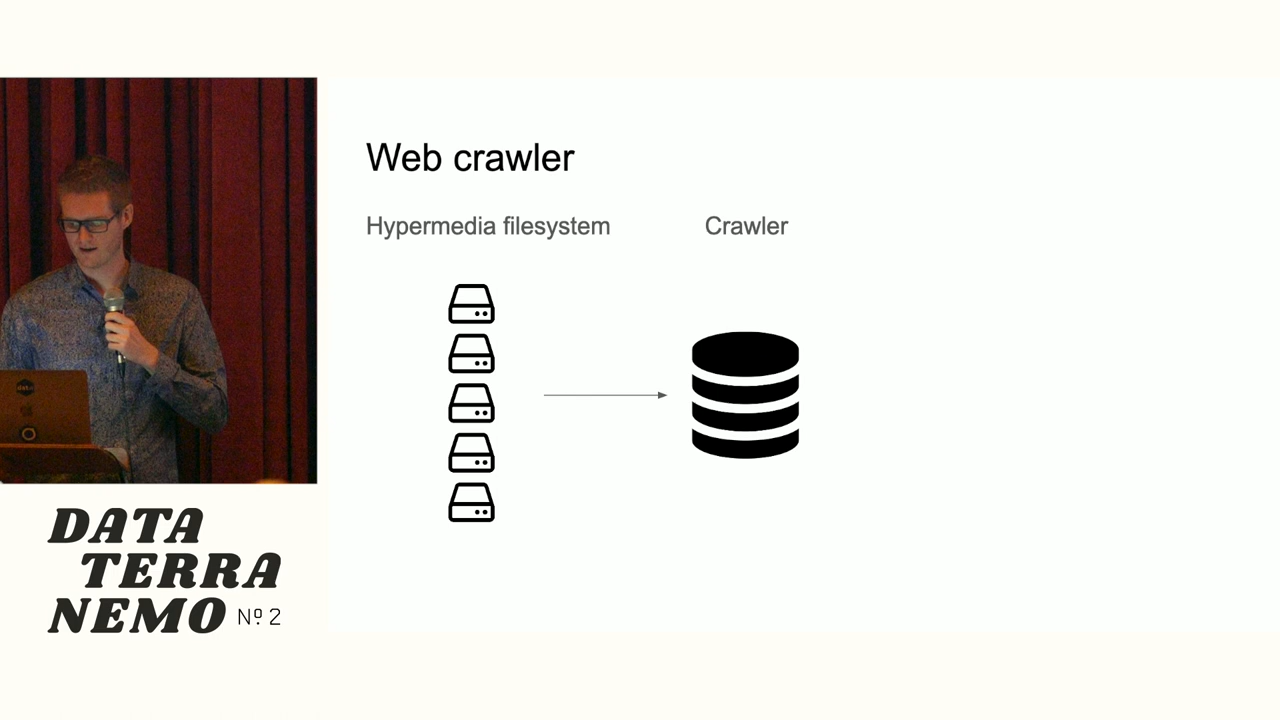 Web crawler
Hypermedia filesystem
Crawler
DATA
TERRA
NEMO Nº 2